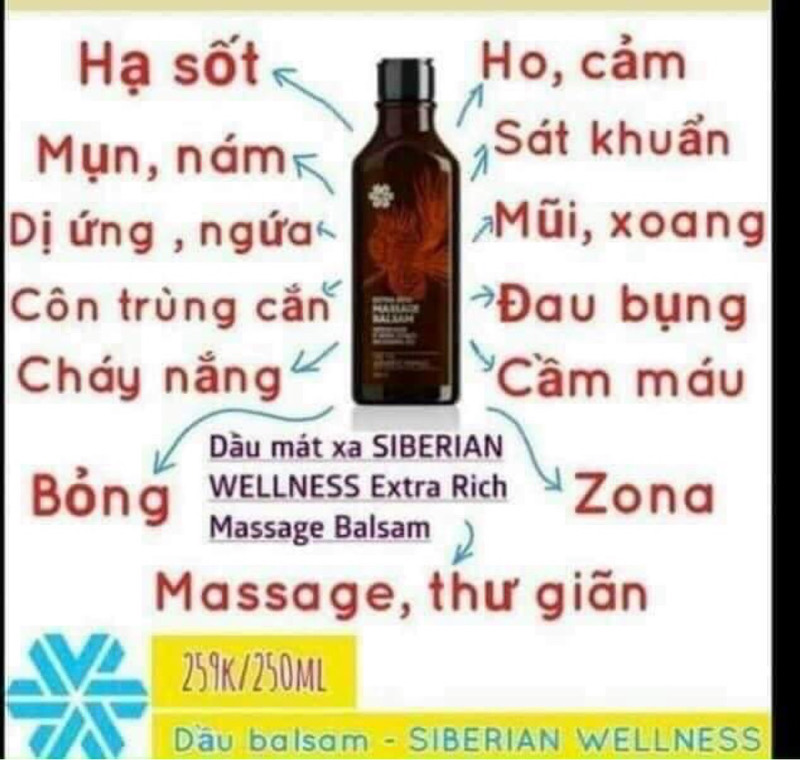 Hạ sốt
Ho, cảm
Mụn, nám
Sát khuẩn
Dị ứng , ngứa
Mũi, xoang
Côn trùng cắn
Đau bụng
Cháy nắng
Cầm máu
MASSAGE
BALSAM
Dầu mát xa SIBERIAN
WELLNESS Extra Rich
Massage Balsam
Bỏng
Zona
Massage, thư giãn
259K/250ML
Dầu balsam - SIBERIAN WELLNESS